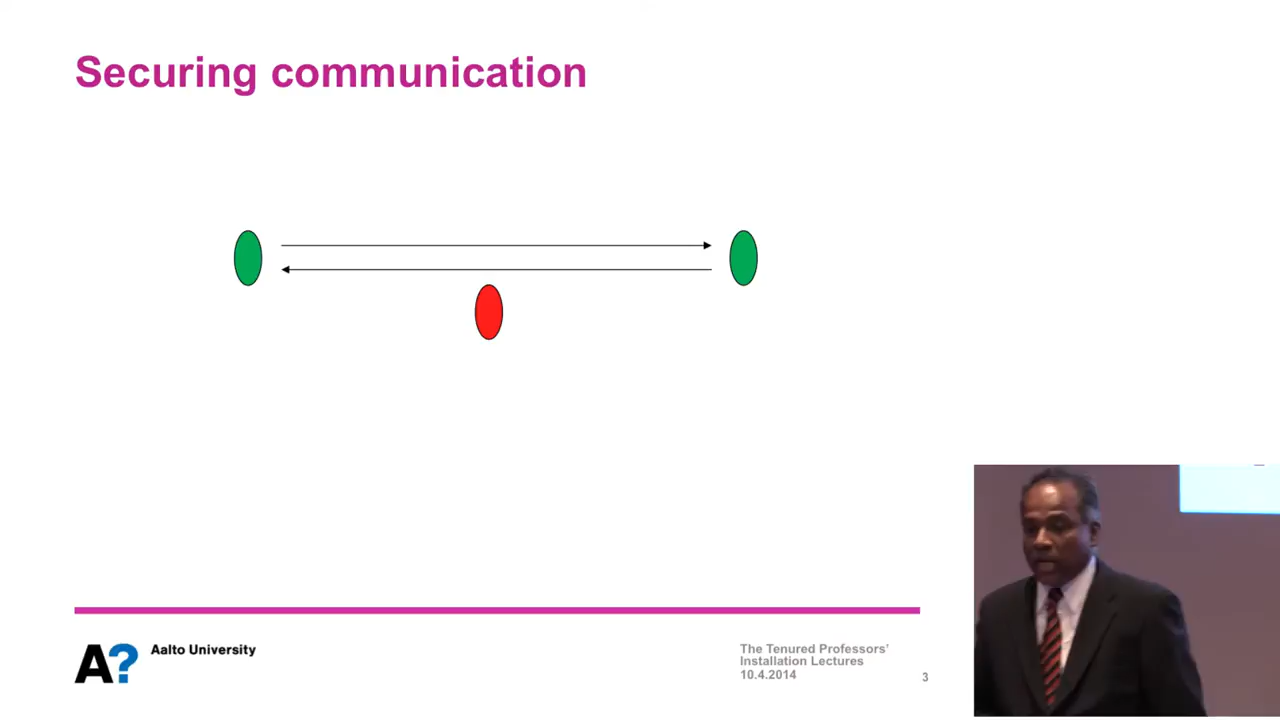 Securing communication
A?
Aalto University
The Tenured Professors'
Installation Lectures
10.4.2014
3